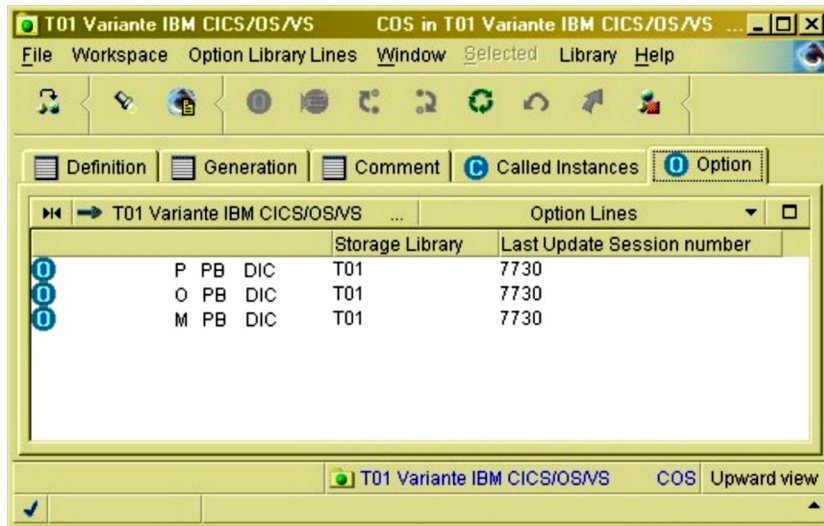 T01 Variante IBM CICS/OS/VS COS in T01 Variante IBM CICS/OS/VS ...
File Workspace Option Library Lines Window Selected Library Help
Definition Generation Comment C Called Instances O Option
T01 Variante IBM CICS/OS/VS ... Option Lines
Storage Library Last Update Session number
O P PB DIC T01 7730
O O PB DIC T01 7730
O M PB DIC T01 7730
T01 Variante IBM CICS/OS/VS COS Upward view